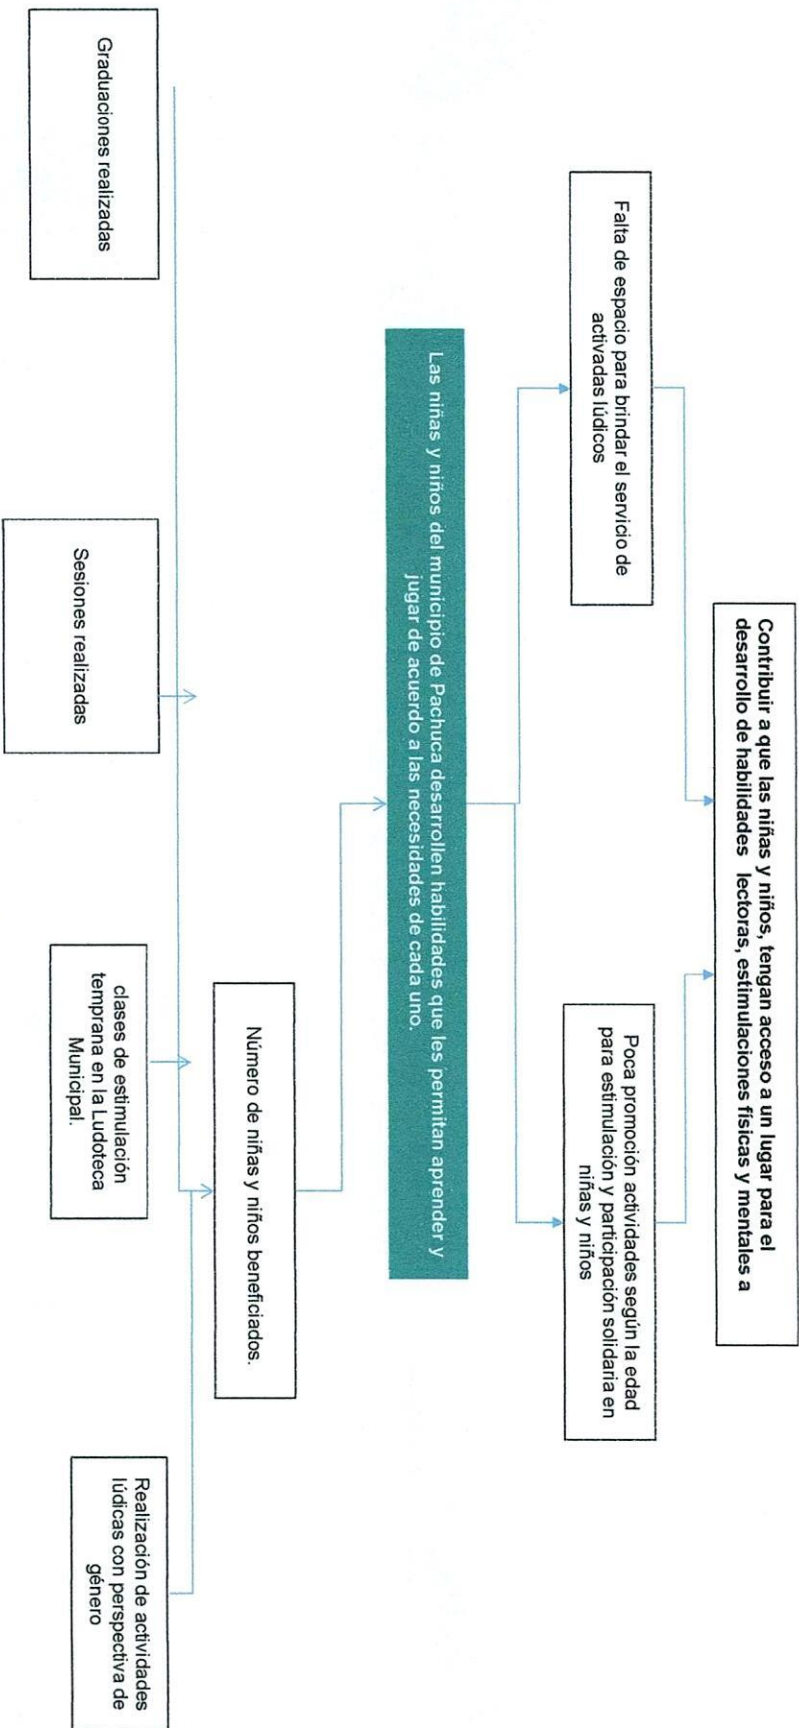 Contribuir a que las niñas y niños, tengan acceso a un lugar para el
desarrollo de habilidades lectoras, estimulaciones físicas y mentales a
Falta de espacio para brindar el servicio de
activadas lúdicos
Poca promoción actividades según la edad
para estimulación y participación solidaria en
niñas y niños
Las niñas y niños del municipio de Pachuca desarrollen habilidades que les permitan aprender y
jugar de acuerdo a las necesidades de cada uno.
Número de niñas y niños beneficiados.
Graduaciones realizadas
Sesiones realizadas
clases de estimulación
temprana en la Ludoteca
Municipal.
Realización de actividades
lúdicas con perspectiva de
género